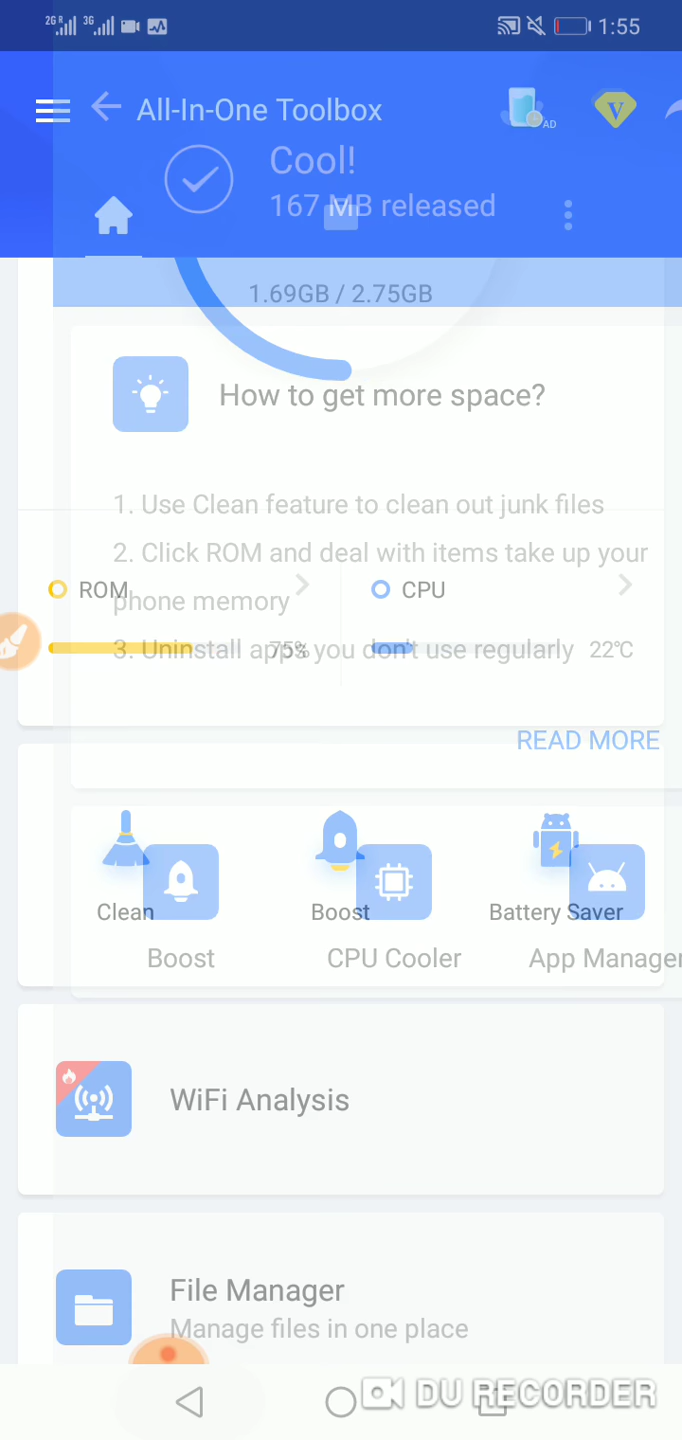 2G R 3G 1:55
All-In-One Toolbox
AD
V
Cool!
167 MB released
1.69GB / 2.75GB
How to get more space?
1. Use Clean feature to clean out junk files
2. Click ROM and deal with items take up your
phone memory
3. Uninstall apps you don't use regularly
ROM
75%
CPU
22°C
READ MORE
Clean Boost Battery Saver
Boost CPU Cooler App Manager
WiFi Analysis
File Manager
Manage files in one place
DU RECORDER